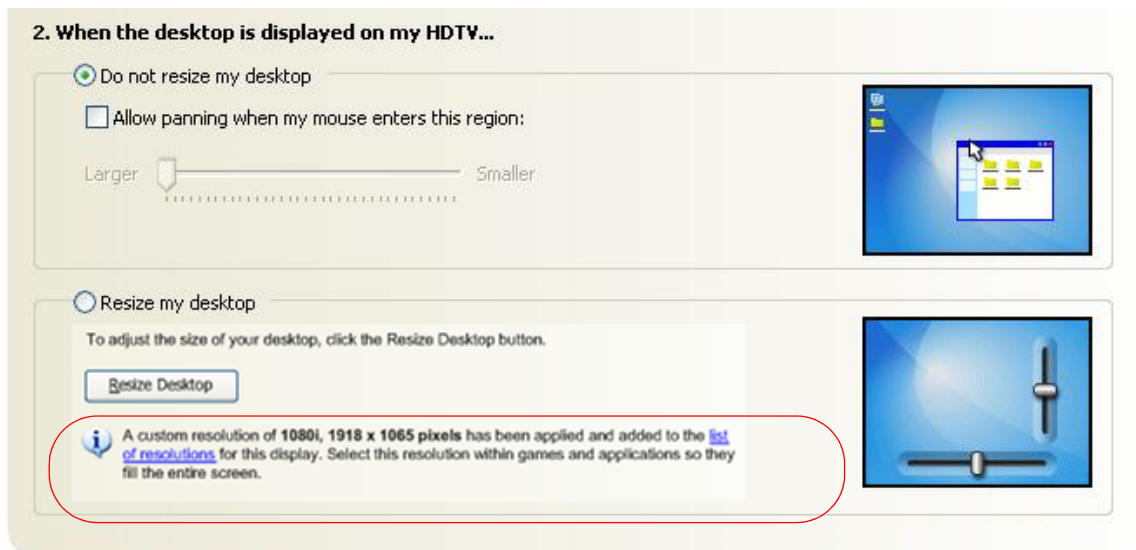 2. When the desktop is displayed on my HDTV...
Do not resize my desktop
Allow panning when my mouse enters this region:
Larger Smaller
Resize my desktop
To adjust the size of your desktop, click the Resize Desktop button.
Resize Desktop
A custom resolution of 1080i, 1918 x 1065 pixels has been applied and added to the list
of resolutions for this display. Select this resolution within games and applications so they
fill the entire screen.